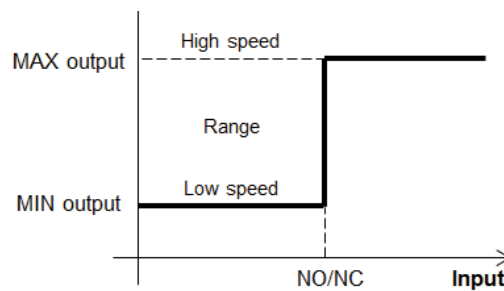 High speed
MAX output
Range
Low speed
MIN output
NO/NC
Input